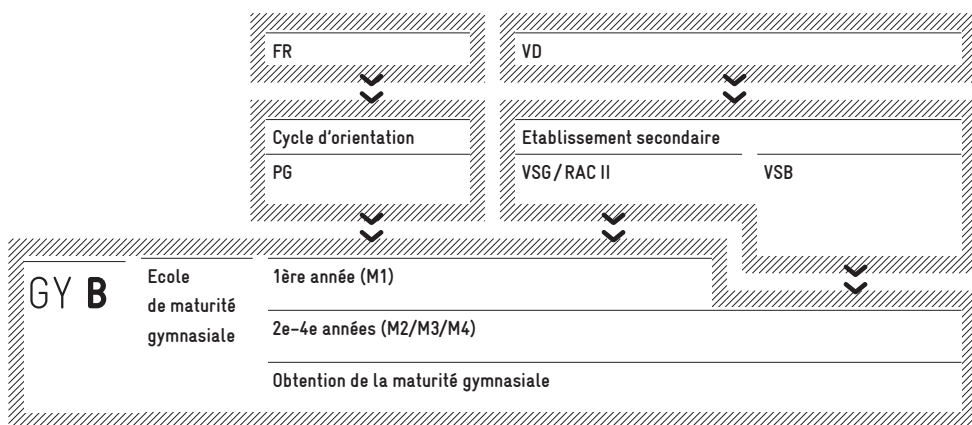 FR
VD
Cycle d'orientation
Etablissement secondaire
PG
VSG / RAC II
VSB
GY B
Ecole
de maturité
gymnasiale
1ère année (M1)
2e–4e années (M2/M3/M4)
Obtention de la maturité gymnasiale